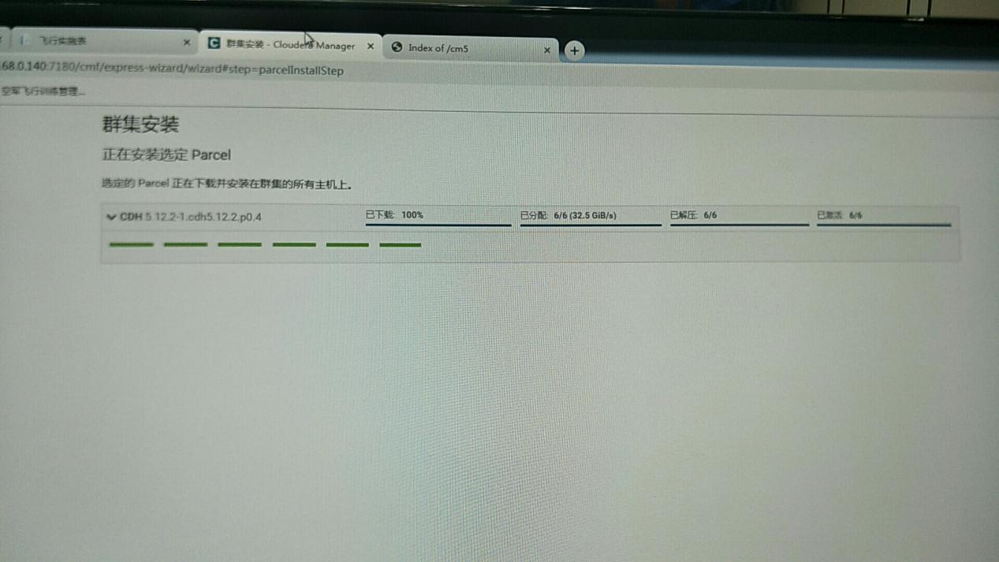 飞行实施表
群集安装 - Cloudera Manager
Index of /cm5
68.0.140:7180/cmf/express-wizard/wizard#step=parcelInstallStep
空军飞行训练管理...
群集安装
正在安装选定 Parcel
选定的 Parcel 正在下载并安装在群集的所有主机上。
CDH 5.12.2-1.cdh5.12.2.p0.4 已下载: 100% 已分配: 6/6 (32.5 GiB/s) 已解压: 6/6 已激活: 6/6